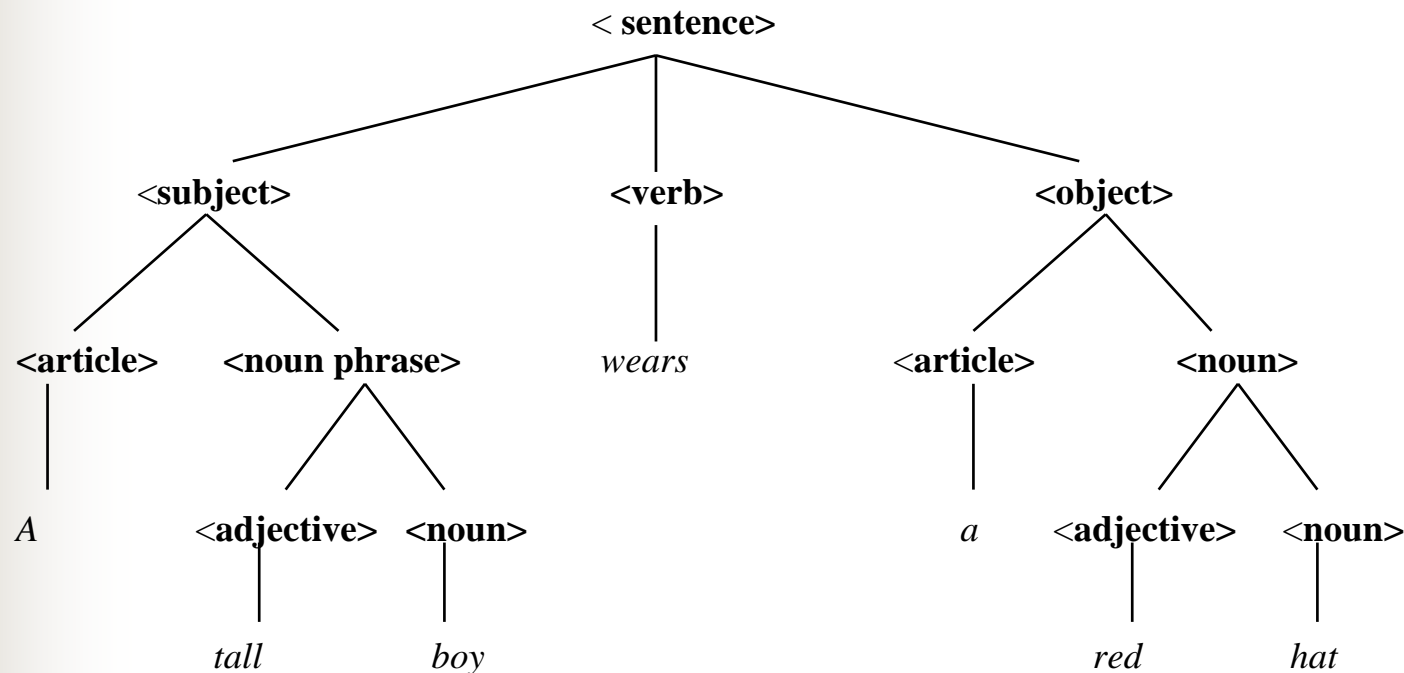 < sentence>
<subject> <verb> <object>
<article> <noun phrase> wears <article> <noun>
A <adjective> <noun> a <adjective> <noun>
tall boy red hat